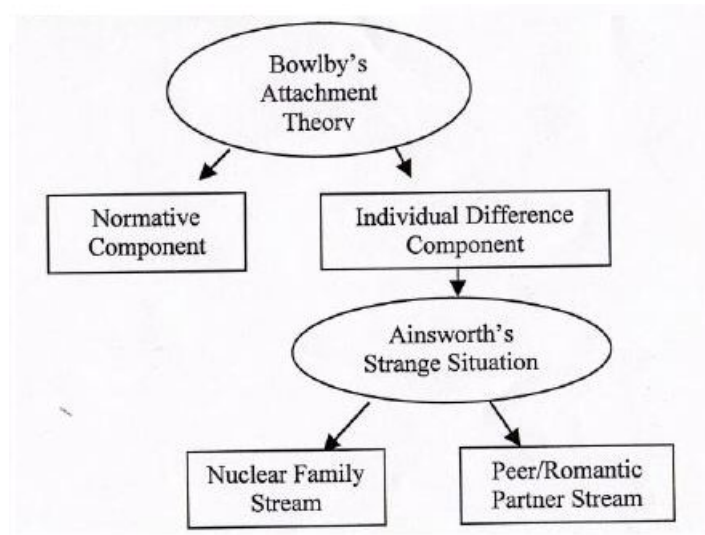 Bowlby's
Attachment
Theory
Normative
Component
Individual Difference
Component
Ainsworth's
Strange Situation
Nuclear Family
Stream
Peer/Romantic
Partner Stream